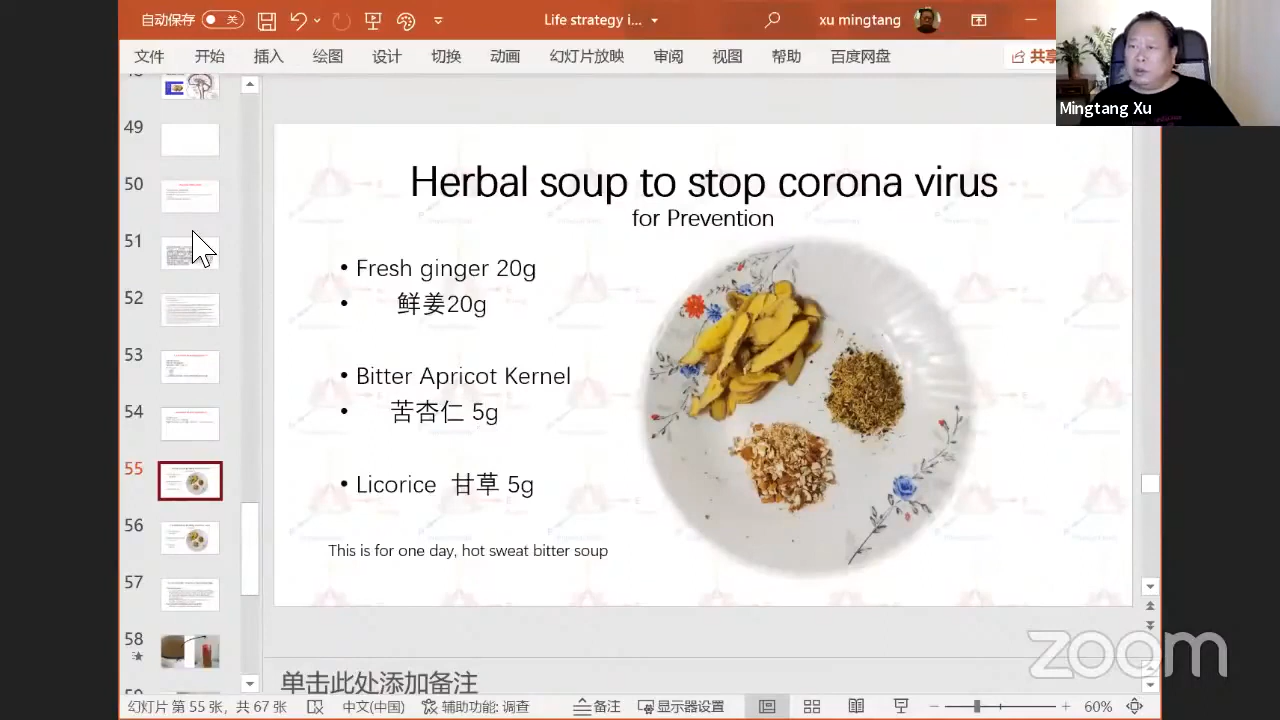 自动保存 关 Life strategy i... xu mingtang
文件 开始 插入 绘图 设计 切换 动画 幻灯片放映 审阅 视图 帮助 百度网盘 共享
Mingtang Xu
49
50
51
52
53
54
55
56
57
58
Herbal soup to stop corona virus
for Prevention
• Fresh ginger 20g
• 鲜姜20g
• Bitter Apricot Kernel
• 苦杏仁 5g
• Licorice 甘草 5g
This is for one day, hot sweat bitter soup
zoom
单击此处添加备注
幻灯片 第 55 张，共 67 张 中文(中国) 辅助功能: 调查 备注 显示器设置 60%